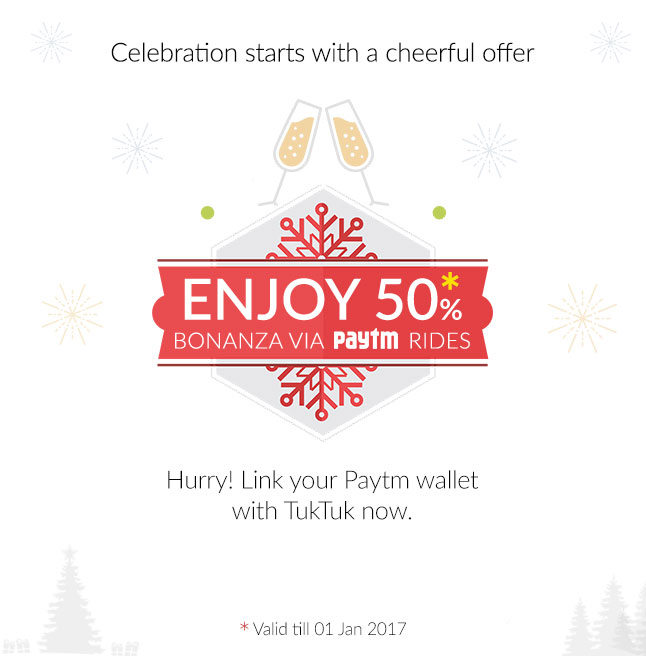 Celebration starts with a cheerful offer
ENJOY 50*%
BONANZA VIA Paytm RIDES
Hurry! Link your Paytm wallet
with TukTuk now.
* Valid till 01 Jan 2017